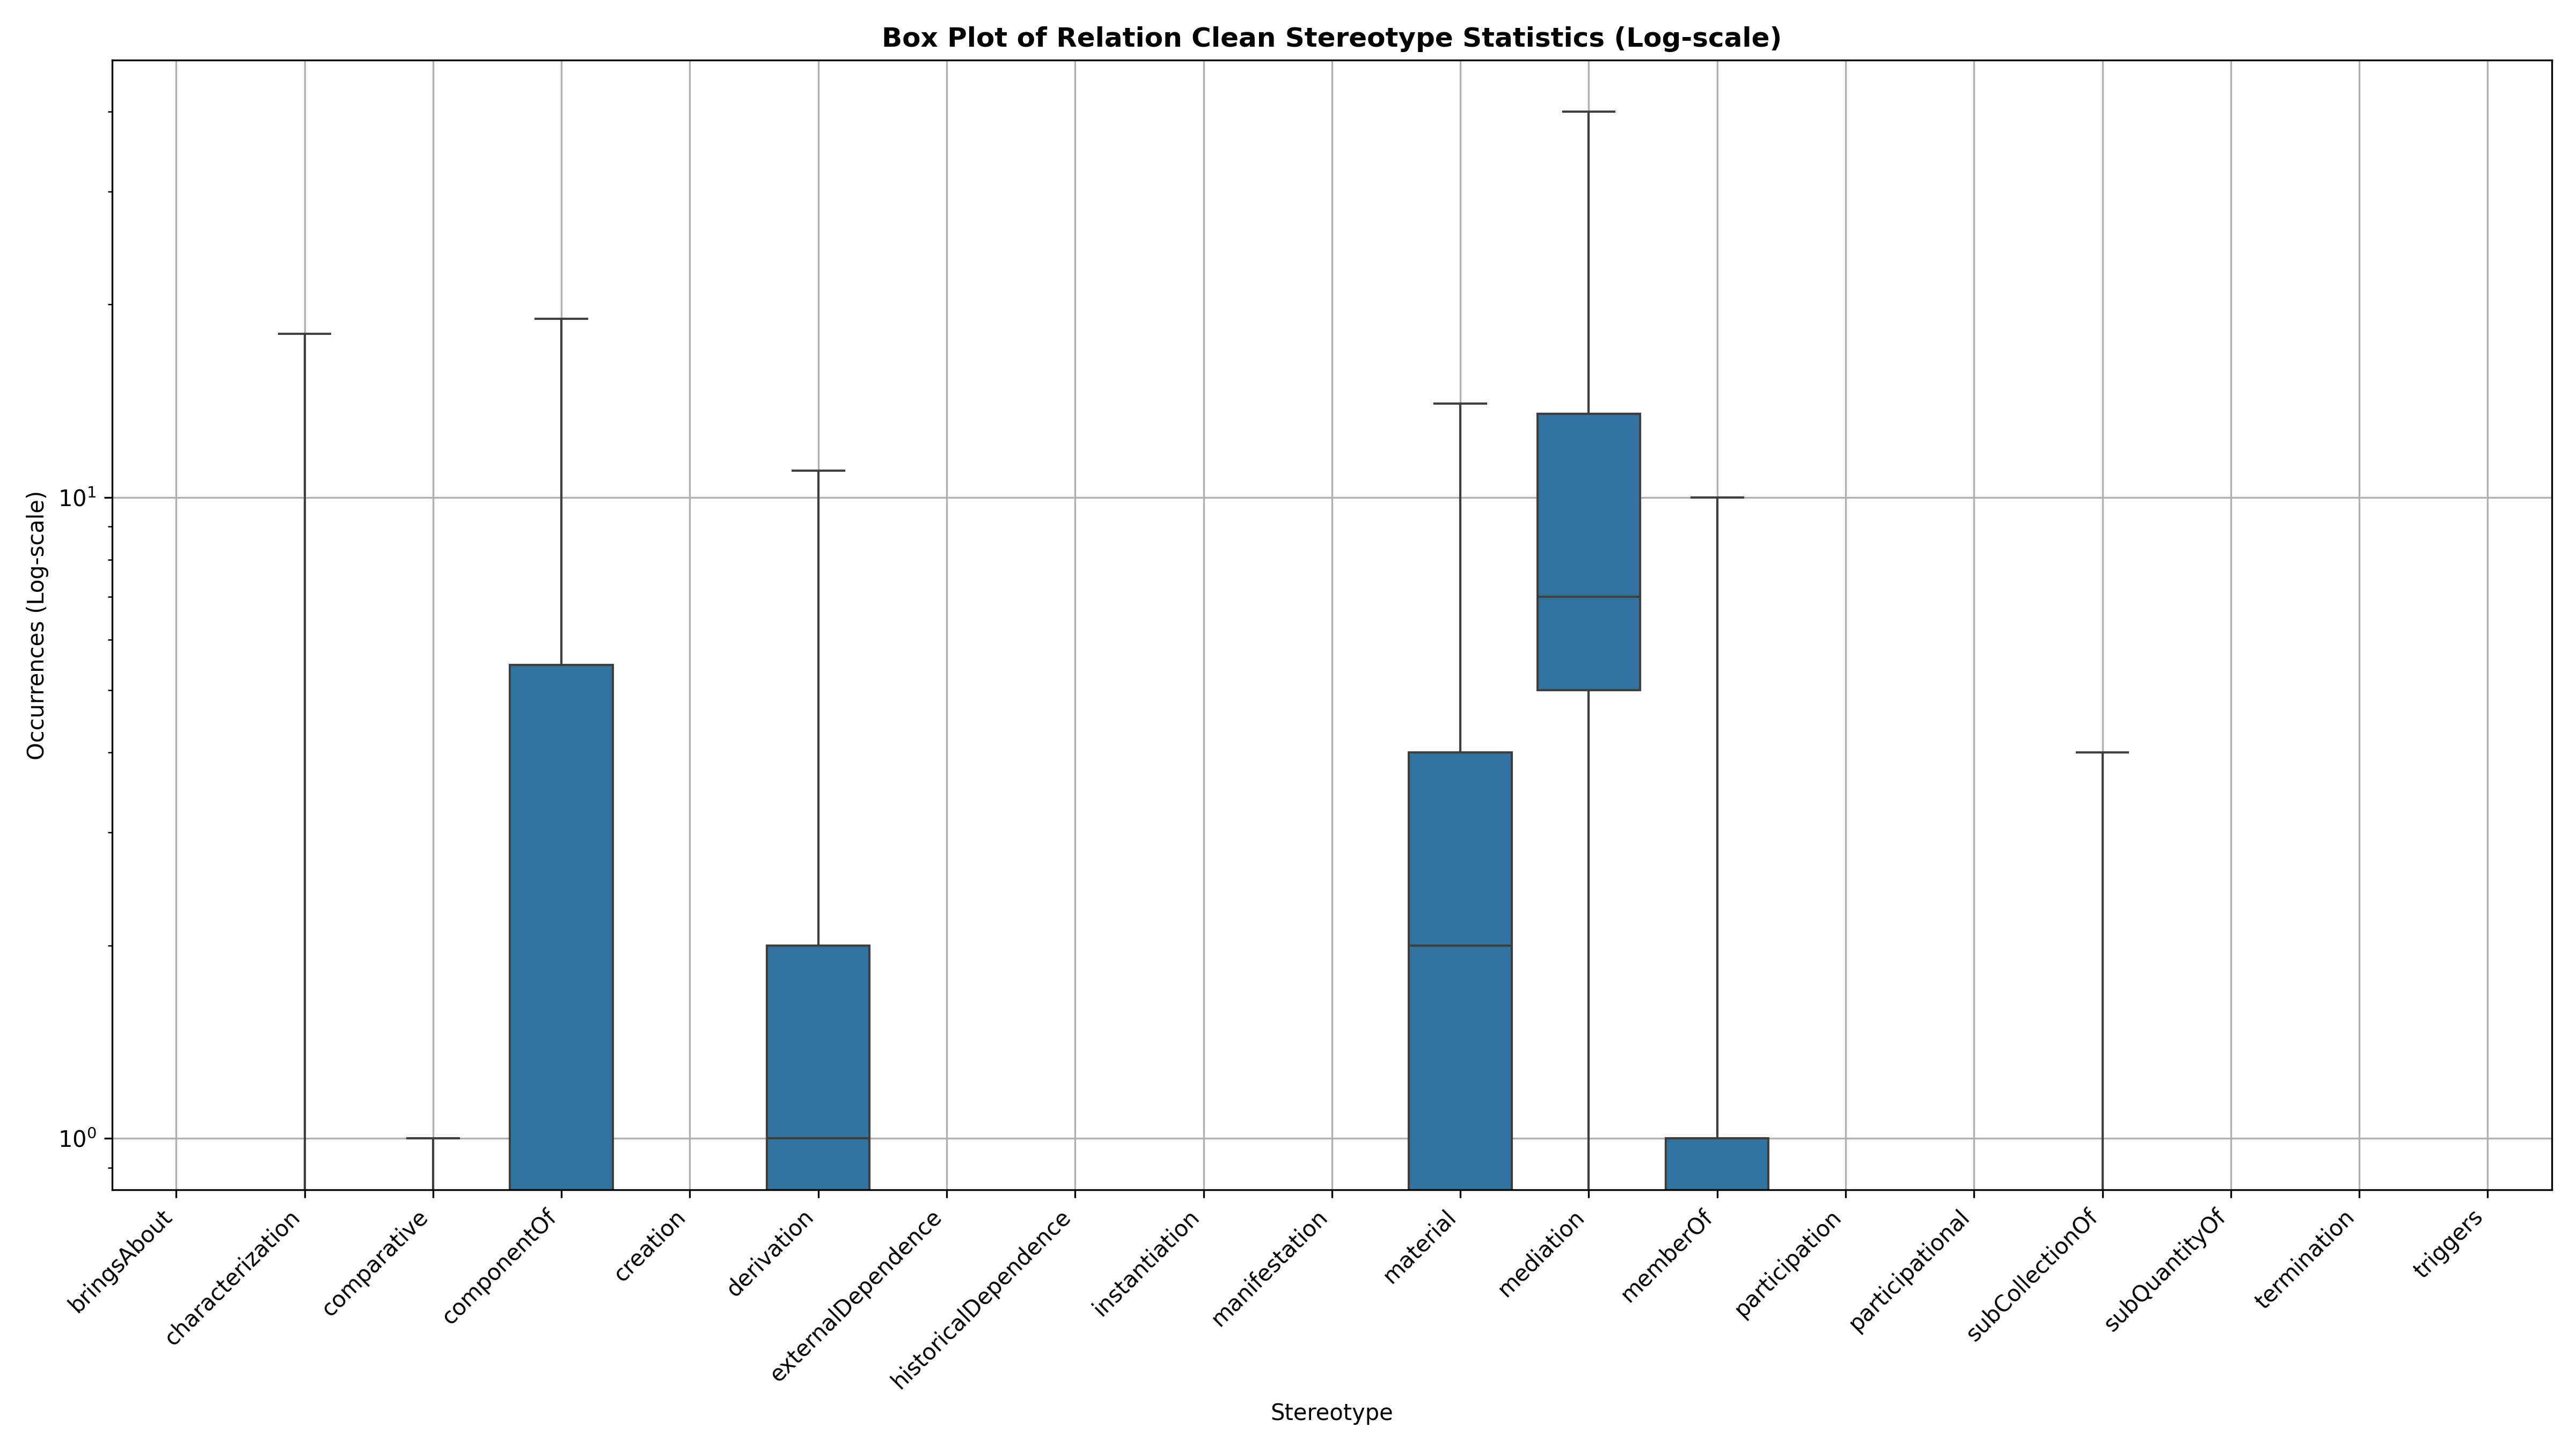 Box Plot of Relation Clean Stereotype Statistics (Log-scale)
Occurrences (Log-scale)
10¹
10⁰
bringsAbout
characterization
comparative
componentOf
creation
derivation
externalDependence
historicalDependence
instantiation
manifestation
material
mediation
memberOf
participation
participational
subCollectionOf
subQuantityOf
termination
triggers
Stereotype